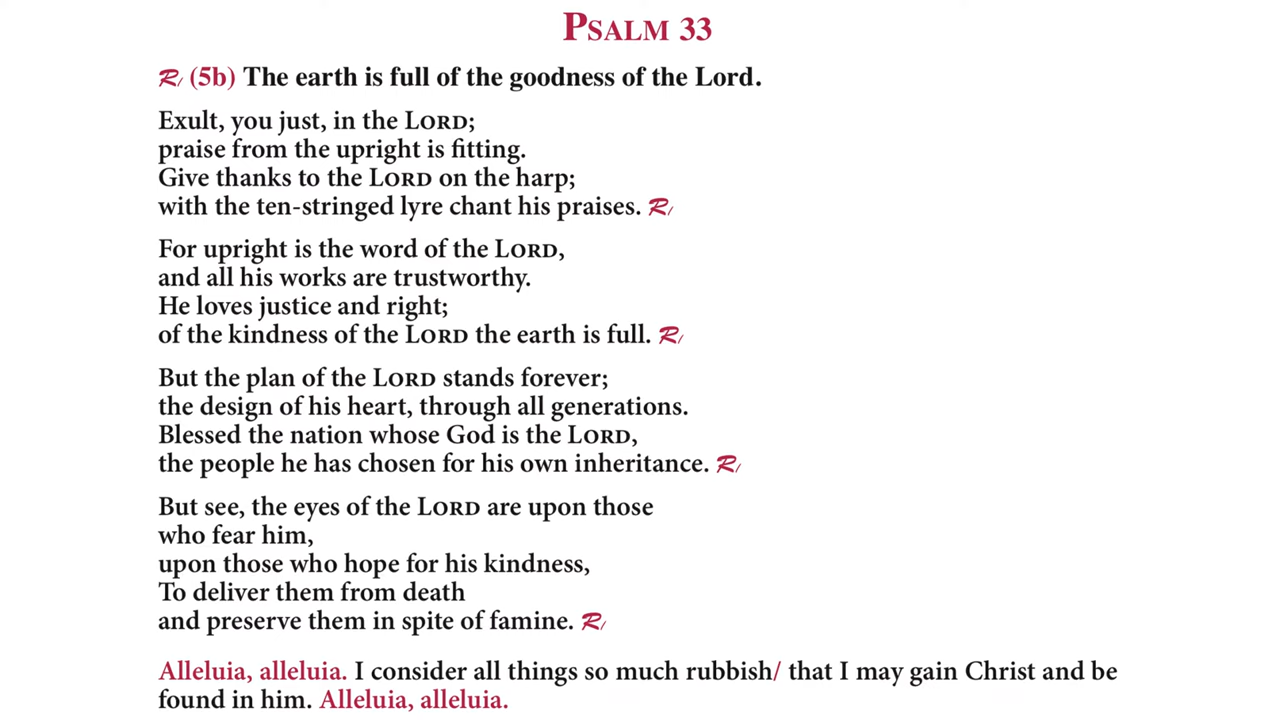 PSALM 33
℟ (5b) The earth is full of the goodness of the Lord.
Exult, you just, in the LORD;
praise from the upright is fitting.
Give thanks to the LORD on the harp;
with the ten-stringed lyre chant his praises. ℟
For upright is the word of the LORD,
and all his works are trustworthy.
He loves justice and right;
of the kindness of the LORD the earth is full. ℟
But the plan of the LORD stands forever;
the design of his heart, through all generations.
Blessed the nation whose God is the LORD,
the people he has chosen for his own inheritance. ℟
But see, the eyes of the LORD are upon those
who fear him,
upon those who hope for his kindness,
To deliver them from death
and preserve them in spite of famine. ℟
Alleluia, alleluia. I consider all things so much rubbish/ that I may gain Christ and be
found in him. Alleluia, alleluia.